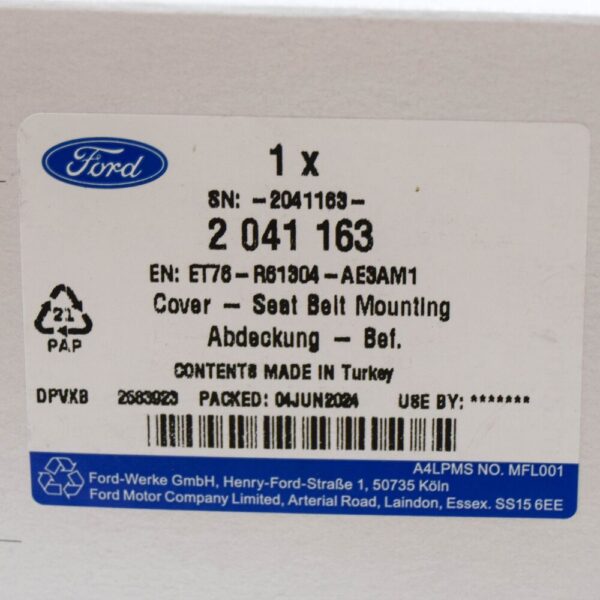 Ford
1 x
SN: -2041163-
2 041 163
EN: ET76-R61304-AE3AM1
Cover - Seat Belt Mounting
Abdeckung - Bef.
21
PAP
CONTENTS MADE IN Turkey
DPVXB 2683923 PACKED: 04JUN2024 USE BY: *******
A4LPMS NO. MFL001
Ford-Werke GmbH, Henry-Ford-Straße 1, 50735 Köln
Ford Motor Company Limited, Arterial Road, Laindon, Essex. SS15 6EE